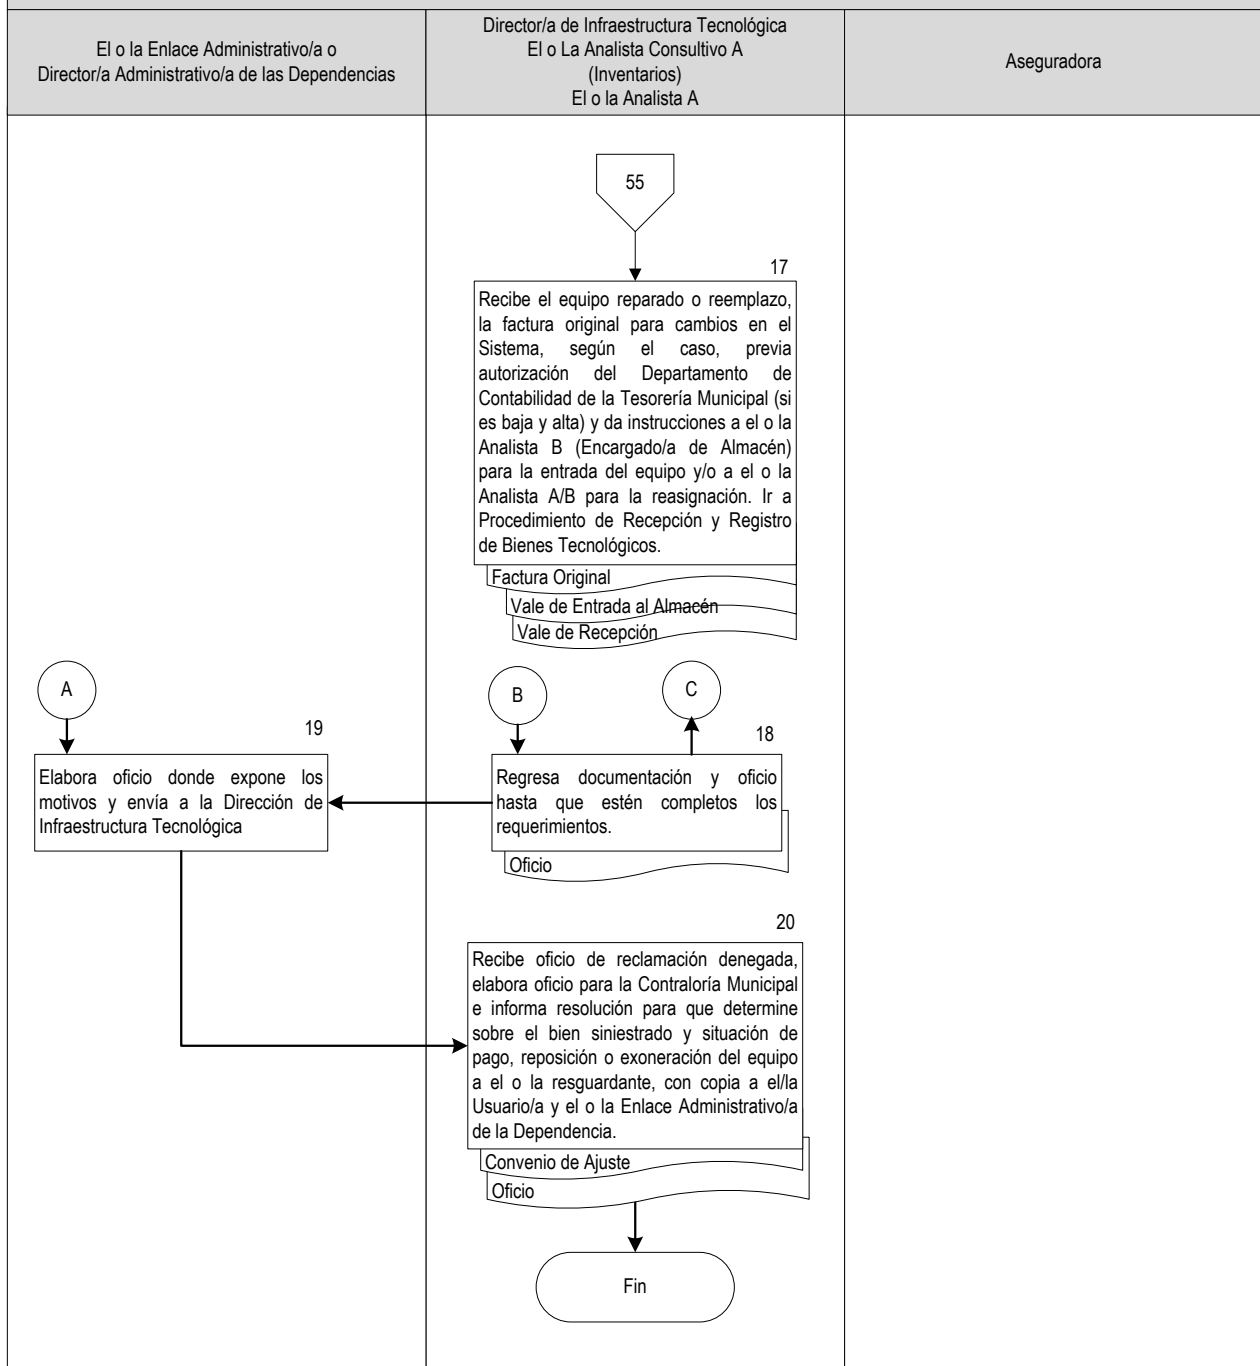 El o la Enlace Administrativo/a o
Director/a Administrativo/a de las Dependencias
Director/a de Infraestructura Tecnológica
El o La Analista Consultivo A
(Inventarios)
El o la Analista A
Aseguradora
55
17
Recibe el equipo reparado o reemplazo,
la factura original para cambios en el
Sistema, según el caso, previa
autorización del Departamento de
Contabilidad de la Tesorería Municipal (si
es baja y alta) y da instrucciones a el o la
Analista B (Encargado/a de Almacén)
para la entrada del equipo y/o a el o la
Analista A/B para la reasignación. Ir a
Procedimiento de Recepción y Registro
de Bienes Tecnológicos.
Factura Original
Vale de Entrada al Almacén
Vale de Recepción
A
B
C
19
Elabora oficio donde expone los
motivos y envía a la Dirección de
Infraestructura Tecnológica
18
Regresa documentación y oficio
hasta que estén completos los
requerimientos.
Oficio
20
Recibe oficio de reclamación denegada,
elabora oficio para la Contraloría Municipal
e informa resolución para que determine
sobre el bien siniestrado y situación de
pago, reposición o exoneración del equipo
a el o la resguardante, con copia a el/la
Usuario/a y el o la Enlace Administrativo/a
de la Dependencia.
Convenio de Ajuste
Oficio
Fin